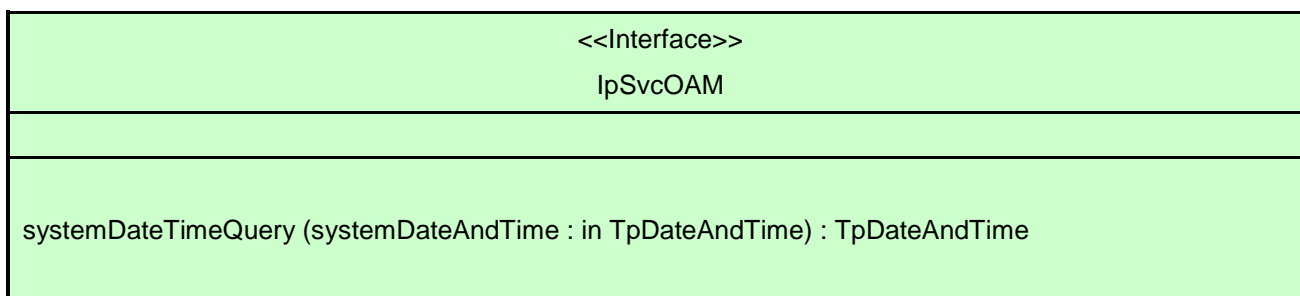 <<Interface>>
IpSvcOAM
systemDateTimeQuery (systemDateAndTime : in TpDateAndTime) : TpDateAndTime